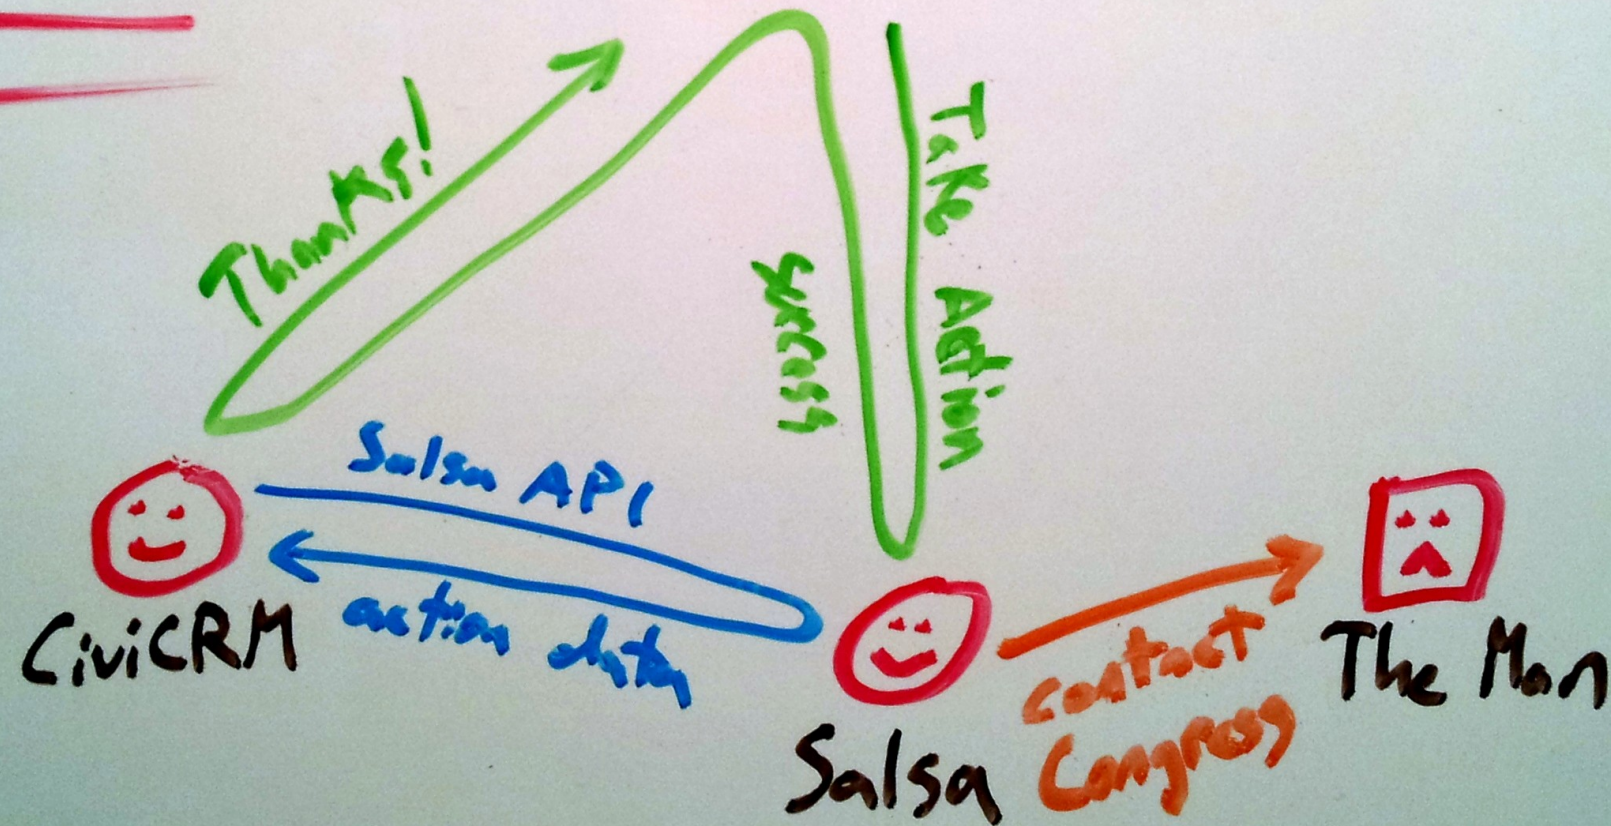 Thanks!
Take Action
success
Salsa API
action data
CiviCRM
Salsa
contact
Congress
The Man